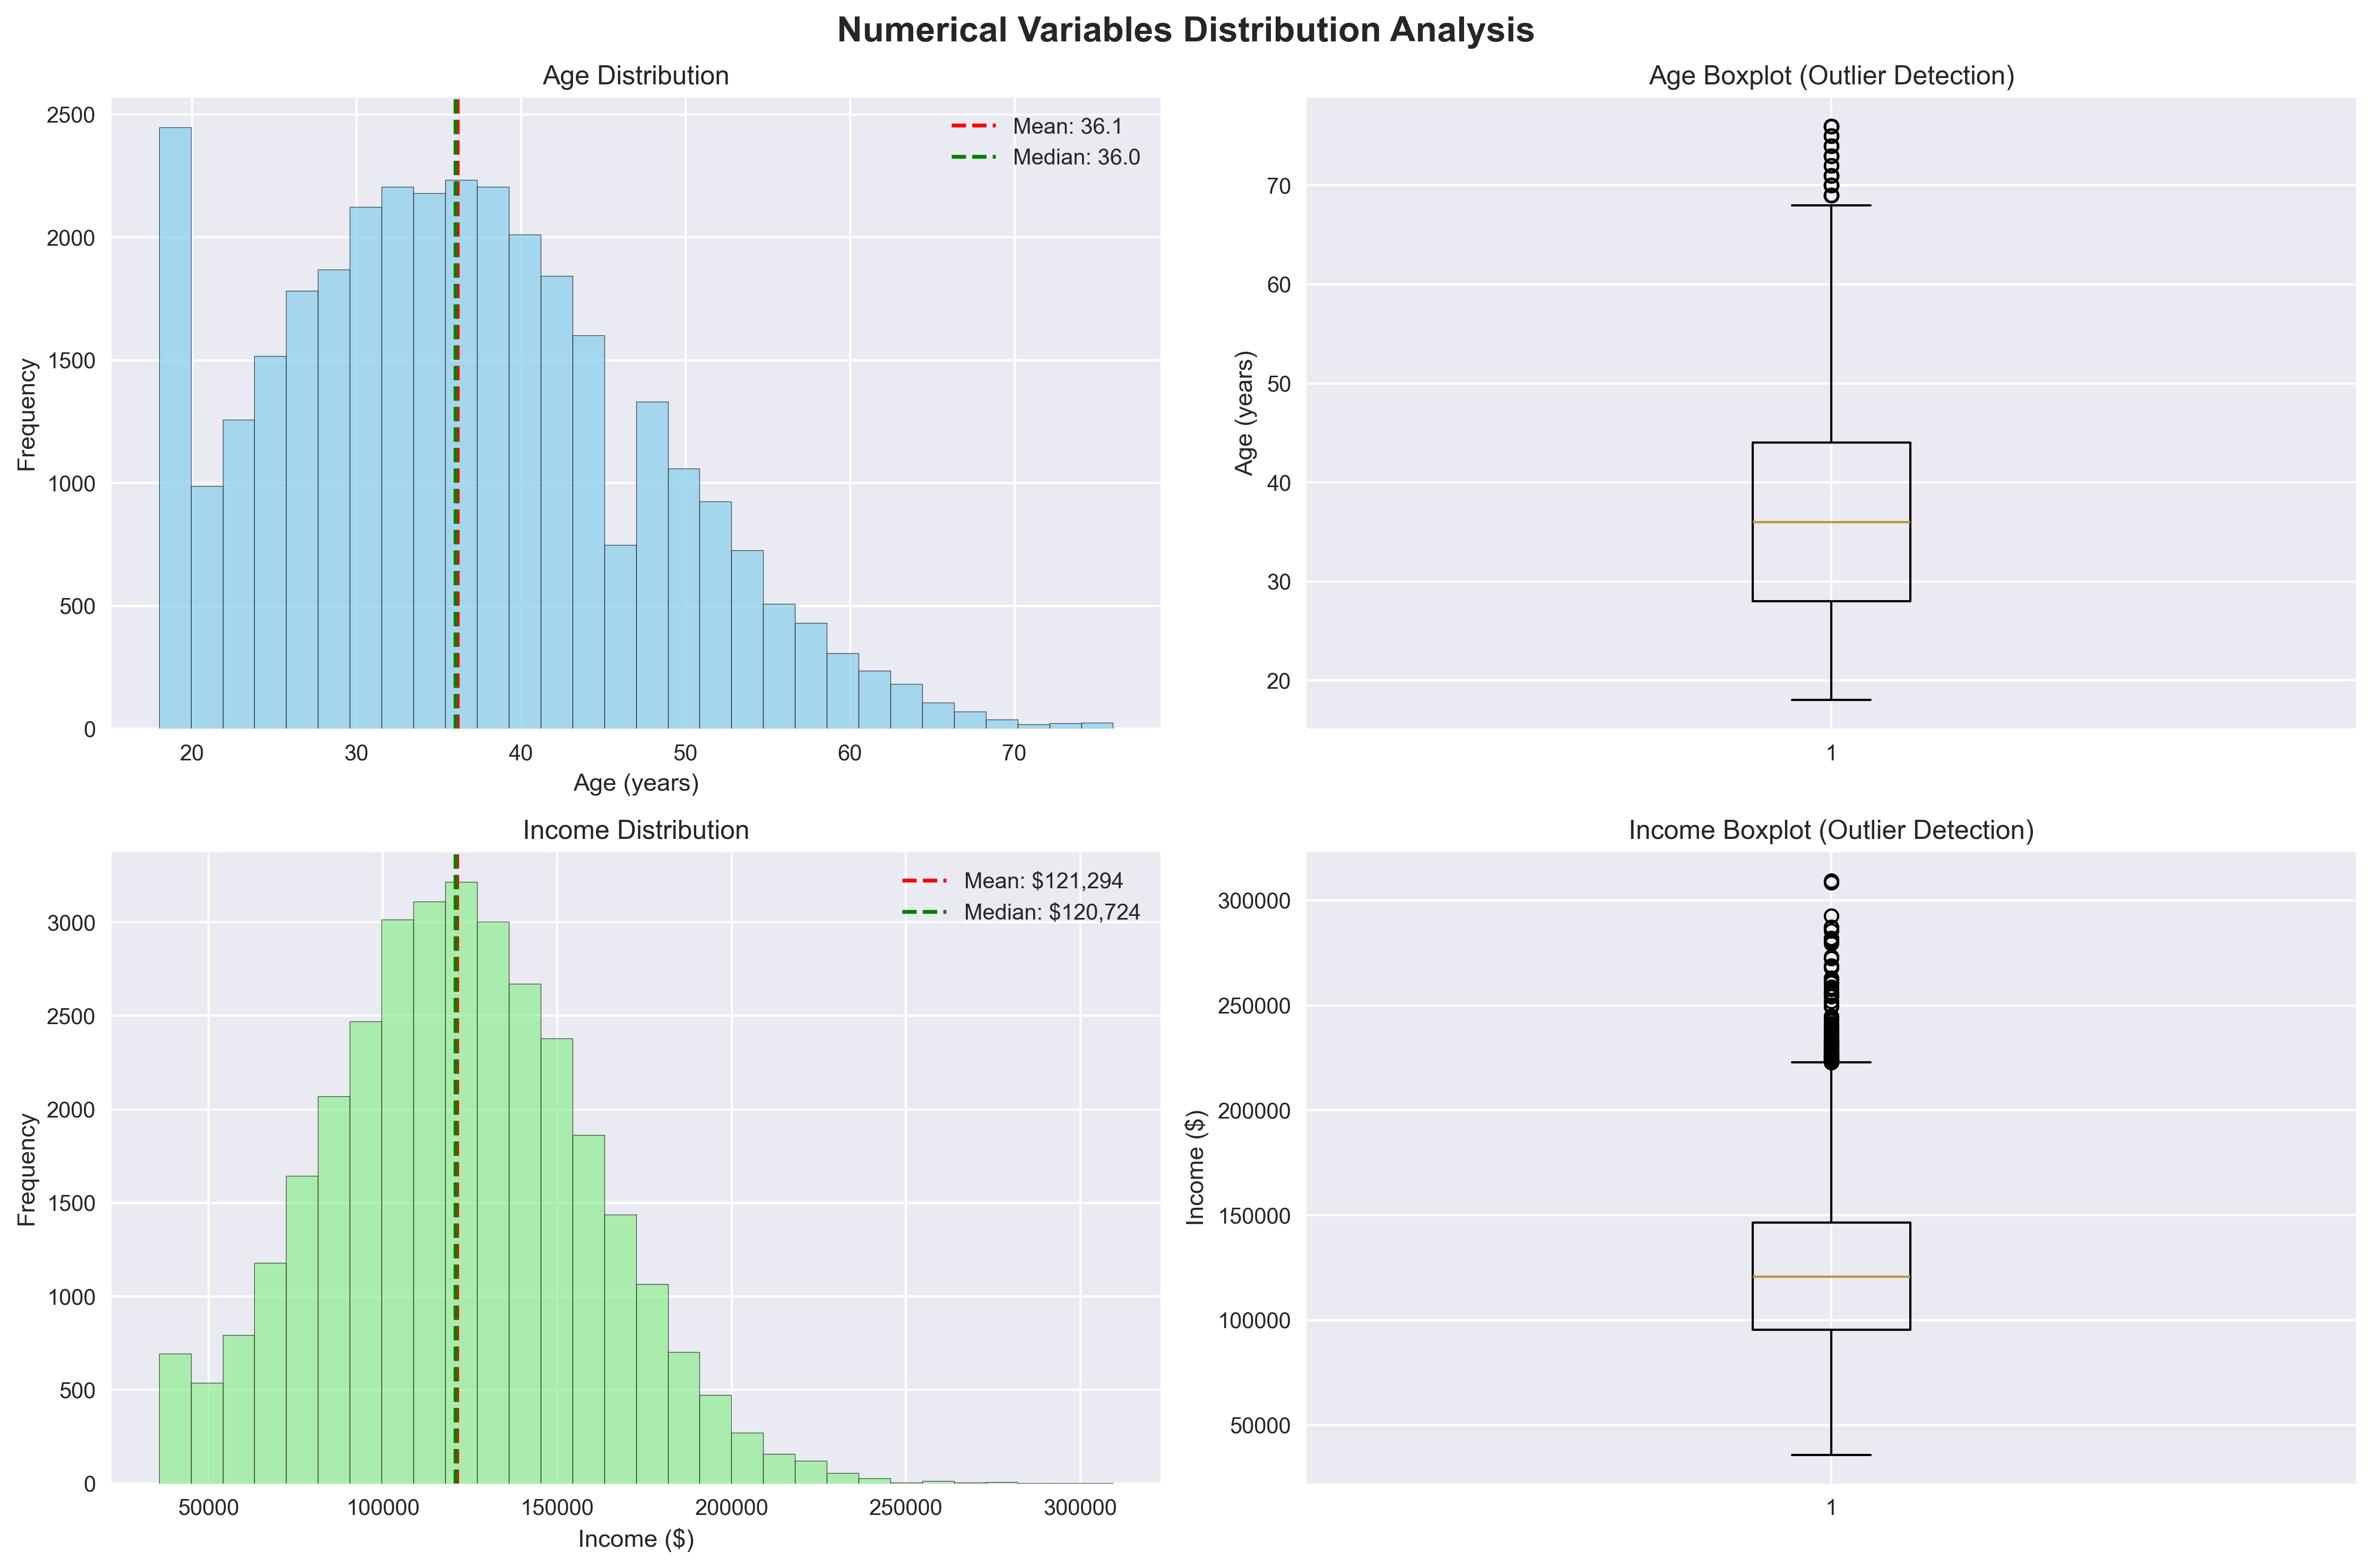 Numerical Variables Distribution Analysis
Age Distribution
2500
2000
1500
1000
500
0
Frequency
20 30 40 50 60 70
Age (years)
Mean: 36.1
Median: 36.0
Age Boxplot (Outlier Detection)
70
60
50
40
30
20
Age (years)
1
Income Distribution
3000
2500
2000
1500
1000
500
0
Frequency
50000 100000 150000 200000 250000 300000
Income ($)
Mean: $121,294
Median: $120,724
Income Boxplot (Outlier Detection)
300000
250000
200000
150000
100000
50000
Income ($)
1